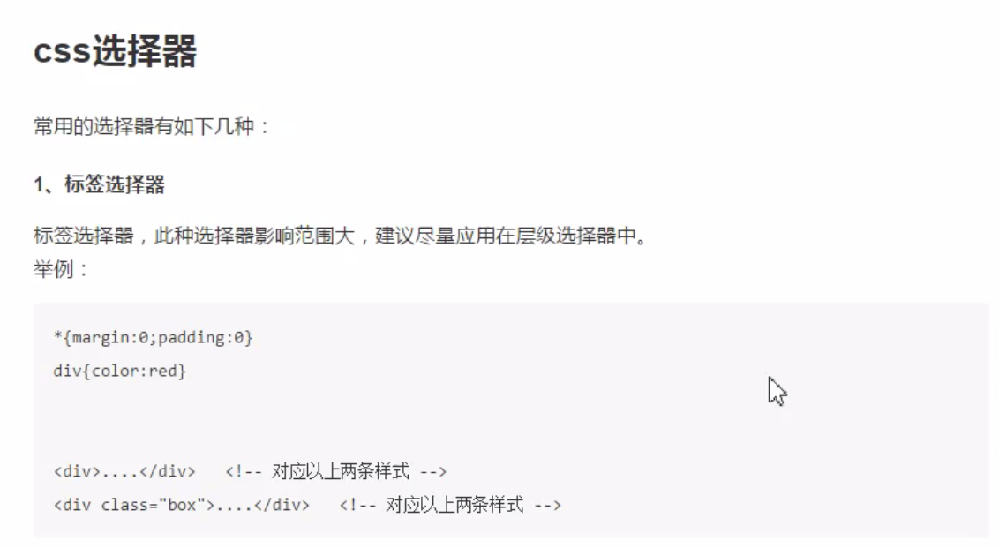 css选择器
常用的选择器有如下几种：
1、标签选择器
标签选择器，此种选择器影响范围大，建议尽量应用在层级选择器中。
举例：
*{margin:0;padding:0}
div{color:red}
<div>....</div>   <!-- 对应以上两条样式 -->
<div class="box">....</div>   <!-- 对应以上两条样式 -->